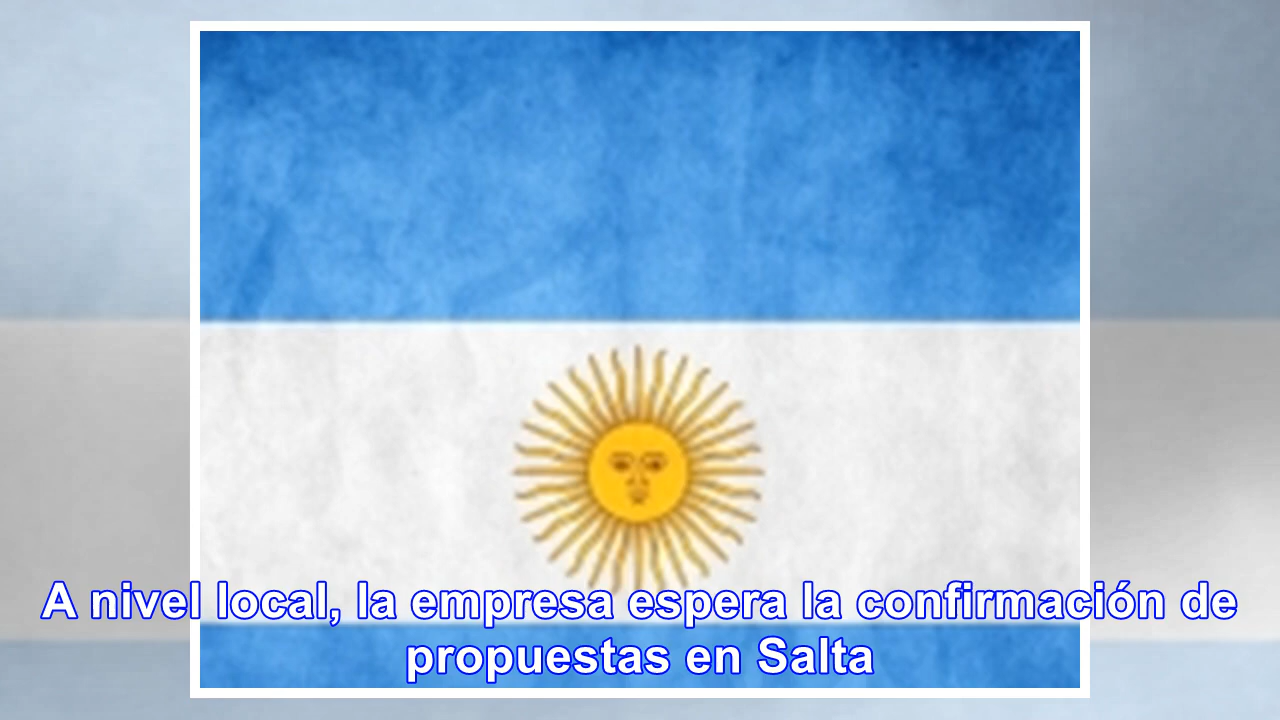 A nivel local, la empresa espera la confirmación de
propuestas en Salta